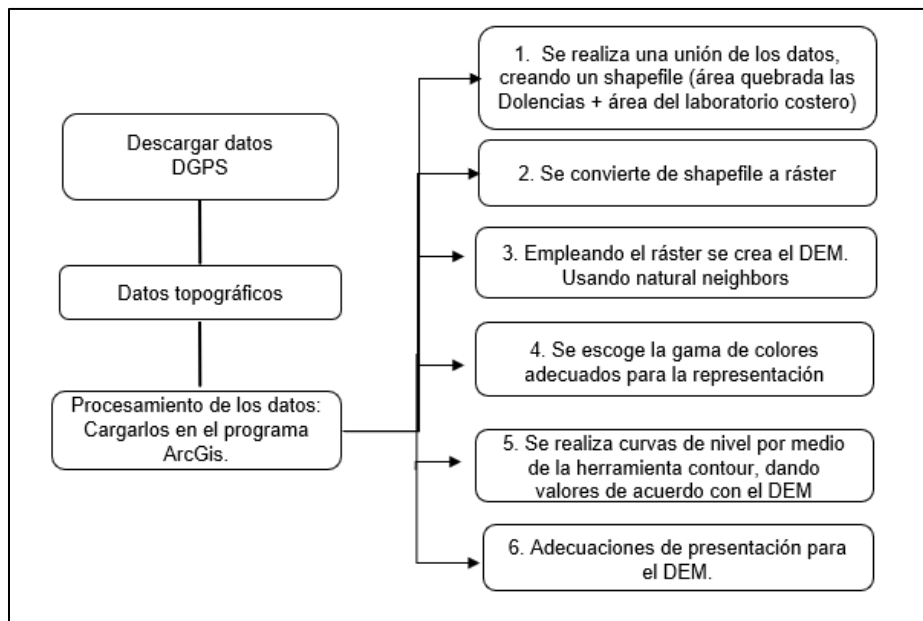 Descargar datos
DGPS
Datos topográficos
Procesamiento de los datos:
Cargarlos en el programa
ArcGis.
1. Se realiza una unión de los datos,
creando un shapefile (área quebrada las
Dolencias + área del laboratorio costero)
2. Se convierte de shapefile a ráster
3. Empleando el ráster se crea el DEM.
Usando natural neighbors
4. Se escoge la gama de colores
adecuados para la representación
5. Se realiza curvas de nivel por medio
de la herramienta contour, dando
valores de acuerdo con el DEM
6. Adecuaciones de presentación para
el DEM.